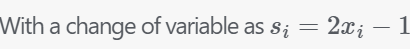 With a change of variable as $s_i = 2x_i - 1$